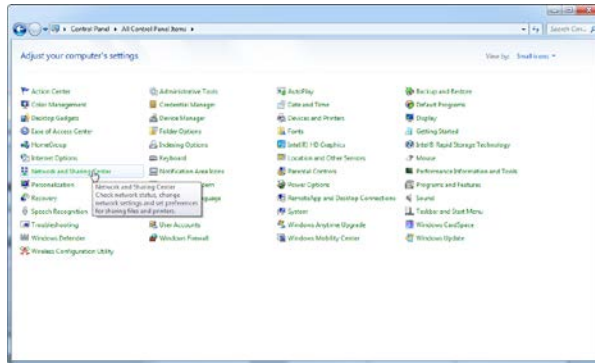 Control Panel ▸ All Control Panel Items ▸
Search Con...
Adjust your computer's settings
View by: Small icons
Action Center
Administrative Tools
AutoPlay
Backup and Restore
Color Management
Credential Manager
Date and Time
Default Programs
Desktop Gadgets
Device Manager
Devices and Printers
Display
Ease of Access Center
Folder Options
Fonts
Getting Started
HomeGroup
Indexing Options
Intel(R) HD Graphics
Intel® Rapid Storage Technology
Internet Options
Keyboard
Location and Other Sensors
Mouse
Network and Sharing Center
Notification Area Icons
Parental Controls
Performance Information and Tools
Personalization
Power Options
Programs and Features
Recovery
RemoteApp and Desktop Connections
Sound
Speech Recognition
System
Taskbar and Start Menu
Network and Sharing Center
Check network status, change
network settings and set preferences
for sharing files and printers.
Troubleshooting
User Accounts
Windows Anytime Upgrade
Windows CardSpace
Windows Defender
Windows Firewall
Windows Mobility Center
Windows Update
Wireless Configuration Utility